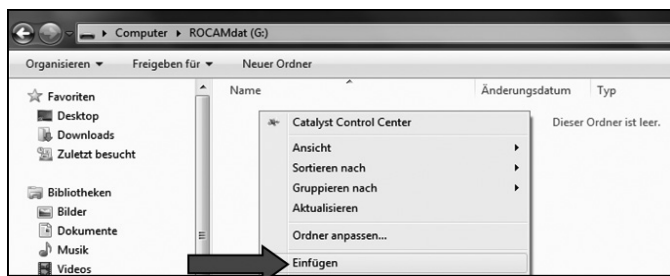 Computer ▸ ROCAMdat (G:)
Organisieren Freigeben für Neuer Ordner
Name Änderungsdatum Typ
Favoriten
Desktop
Downloads
Zuletzt besucht
Bibliotheken
Bilder
Dokumente
Musik
Videos
Dieser Ordner ist leer.
Catalyst Control Center
Ansicht
Sortieren nach
Gruppieren nach
Aktualisieren
Ordner anpassen...
Einfügen